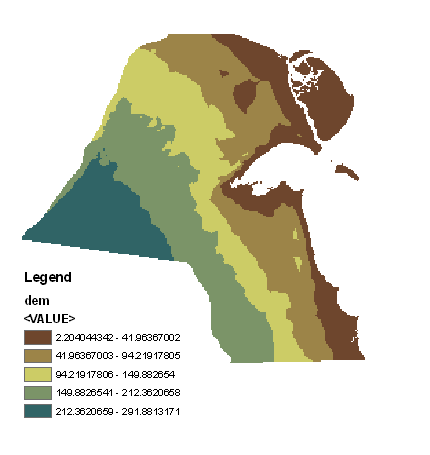 Legend
dem
<VALUE>
2.204044342 - 41.96367002
41.96367003 - 94.21917805
94.21917806 - 149.882654
149.8826541 - 212.3620658
212.3620659 - 291.8813171